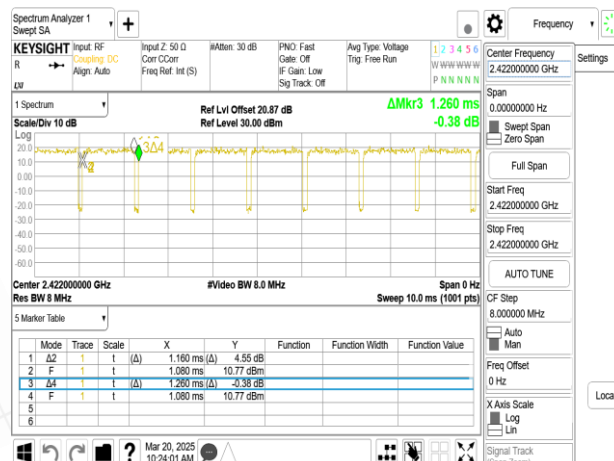 Spectrum Analyzer 1
Swept SA
+
Frequency
KEYSIGHT
Input: RF
Coupling: DC
Align: Auto
Input Z: 50 Ω
Corr CCorr
Freq Ref: Int (S)
#Atten: 30 dB
PNO: Fast
Gate: Off
IF Gain: Low
Sig Track: Off
Avg Type: Voltage
Trig: Free Run
1 2 3 4 5 6
W W W W W W
P N N N N N
R
LXI
1 Spectrum
Scale/Div 10 dB
Ref Lvl Offset 20.87 dB
Ref Level 30.00 dBm
ΔMkr3 1.260 ms
-0.38 dB
Log
20.0
10.0
0.00
-10.0
-20.0
-30.0
-40.0
-50.0
-60.0
3Δ4
Center 2.422000000 GHz
Res BW 8 MHz
#Video BW 8.0 MHz
Span 0 Hz
Sweep 10.0 ms (1001 pts)
5 Marker Table
Mode Trace Scale X Y Function Function Width Function Value
1 Δ2 1 t (Δ) 1.160 ms (Δ) 4.55 dB
2 F 1 t 1.080 ms 10.77 dBm
3 Δ4 1 t (Δ) 1.260 ms (Δ) -0.38 dB
4 F 1 t 1.080 ms 10.77 dBm
5
6
?
Mar 20, 2025
10:24:01 AM
Center Frequency
2.422000000 GHz
Settings
Span
0.00000000 Hz
Swept Span
Zero Span
Full Span
Start Freq
2.422000000 GHz
Stop Freq
2.422000000 GHz
AUTO TUNE
CF Step
8.000000 MHz
Auto
Man
Freq Offset
0 Hz
Loca
X Axis Scale
Log
Lin
Signal Track